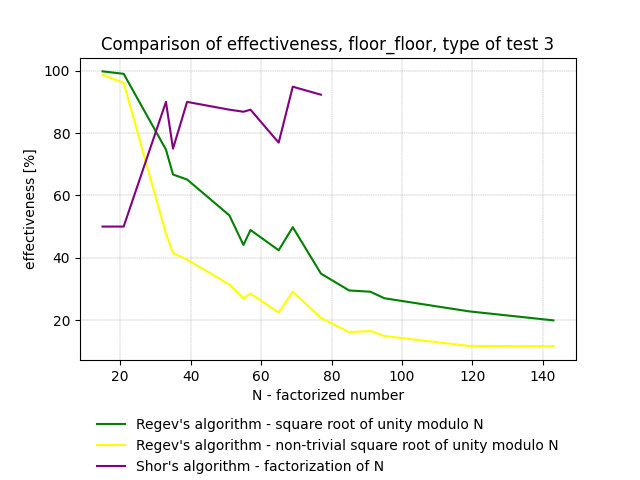 Comparison of effectiveness, floor_floor, type of test 3
100
80
60
40
20
effectiveness [%]
20 40 60 80 100 120 140
N - factorized number
Regev's algorithm - square root of unity modulo N
Regev's algorithm - non-trivial square root of unity modulo N
Shor's algorithm - factorization of N